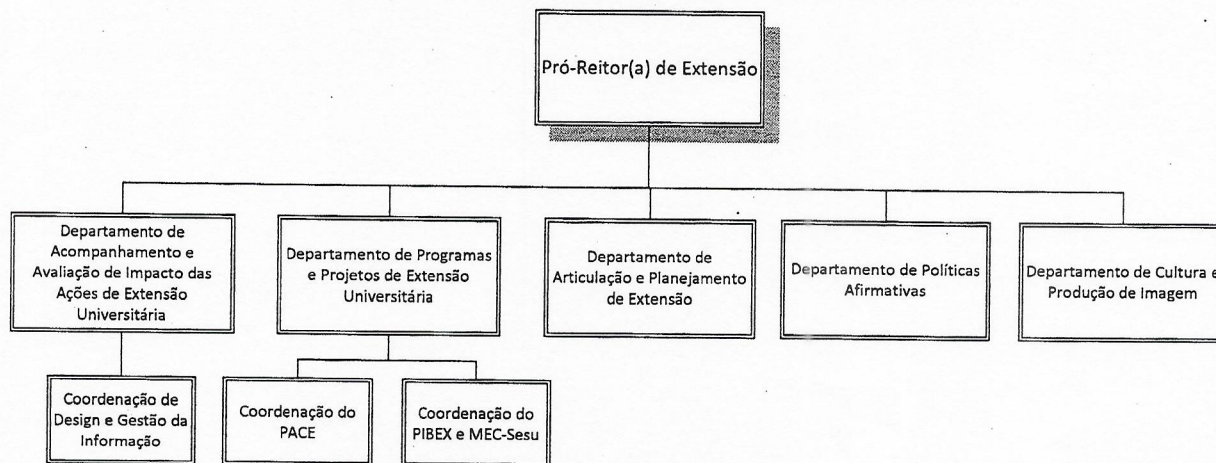 Pró-Reitor(a) de Extensão
Departamento de
Acompanhamento e
Avaliação de Impacto das
Ações de Extensão
Universitária
Departamento de Programas
e Projetos de Extensão
Universitária
Departamento de
Articulação e Planejamento
de Extensão
Departamento de Políticas
Afirmativas
Departamento de Cultura e
Produção de Imagem
Coordenação de
Design e Gestão da
Informação
Coordenação do
PACE
Coordenação do
PIBEX e MEC-Sesu